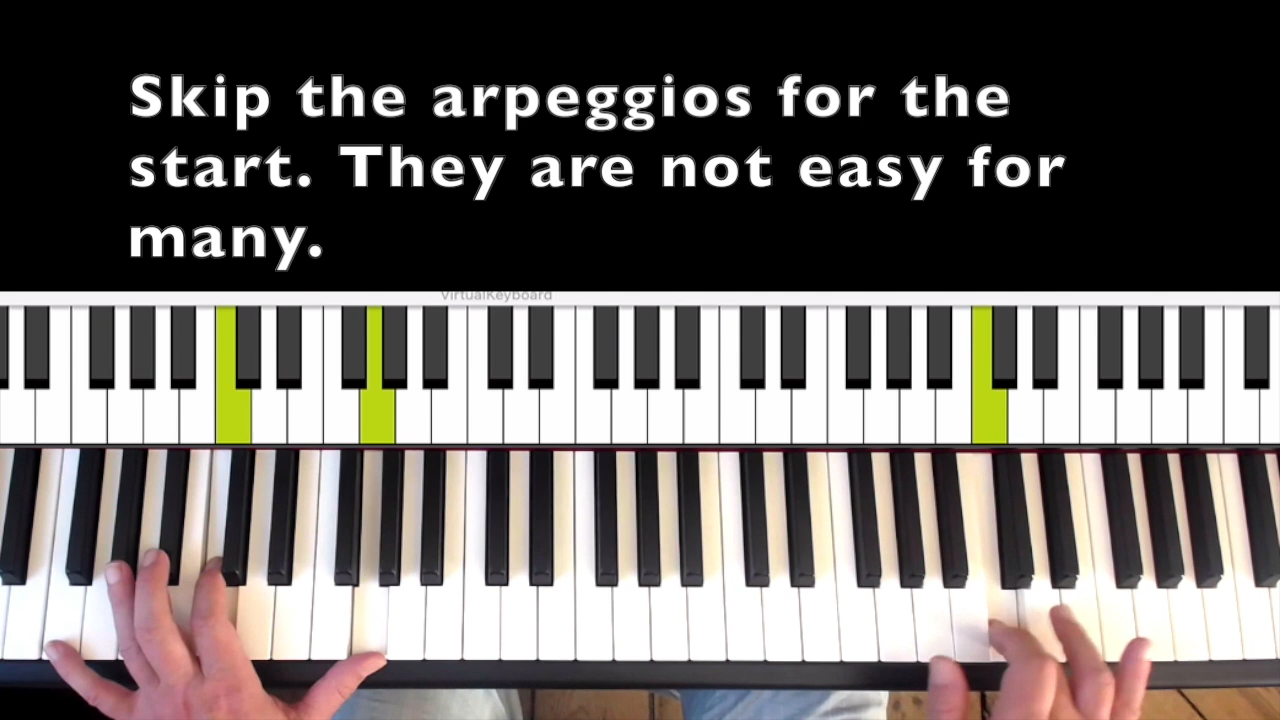 Skip the arpeggios for the
start. They are not easy for
many.
VirtualKeyboard